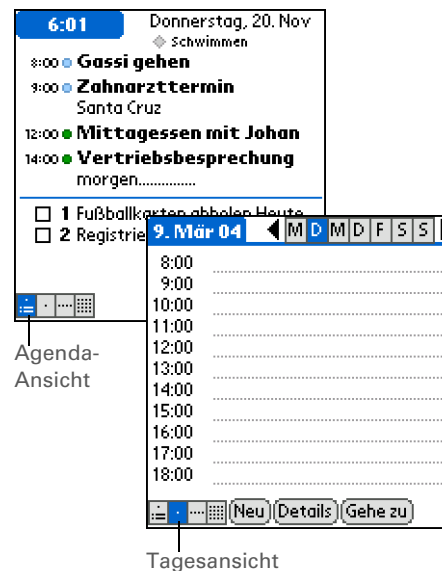 6:01 Donnerstag, 20. Nov
Schwimmen
8:00 Gassi gehen
9:00 Zahnarzttermin
Santa Cruz
12:00 Mittagessen mit Johan
14:00 Vertriebsbesprechung
morgen..............
1 Fußballkarten abholen Heute
2 Registrie
Agenda-
Ansicht
9. Mär 04 M D M D F S S
8:00
9:00
10:00
11:00
12:00
13:00
14:00
15:00
16:00
17:00
18:00
Neu Details Gehe zu
Tagesansicht